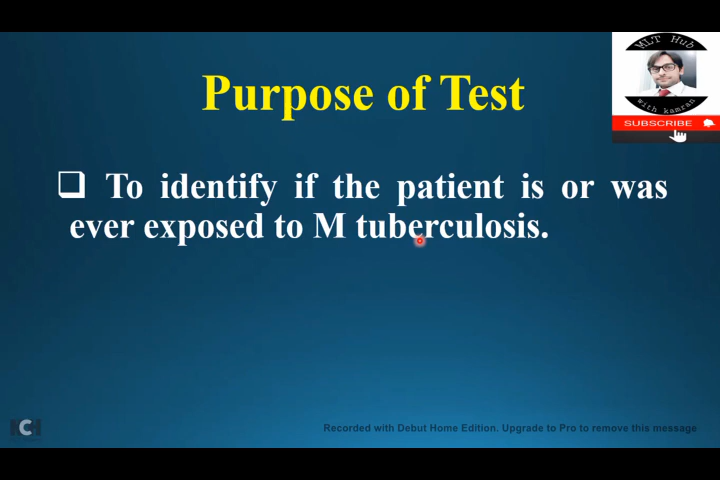 MLT Hub
with kamran
SUBSCRIBE
Purpose of Test
To identify if the patient is or was
ever exposed to M tuberculosis.
Recorded with Debut Home Edition. Upgrade to Pro to remove this message